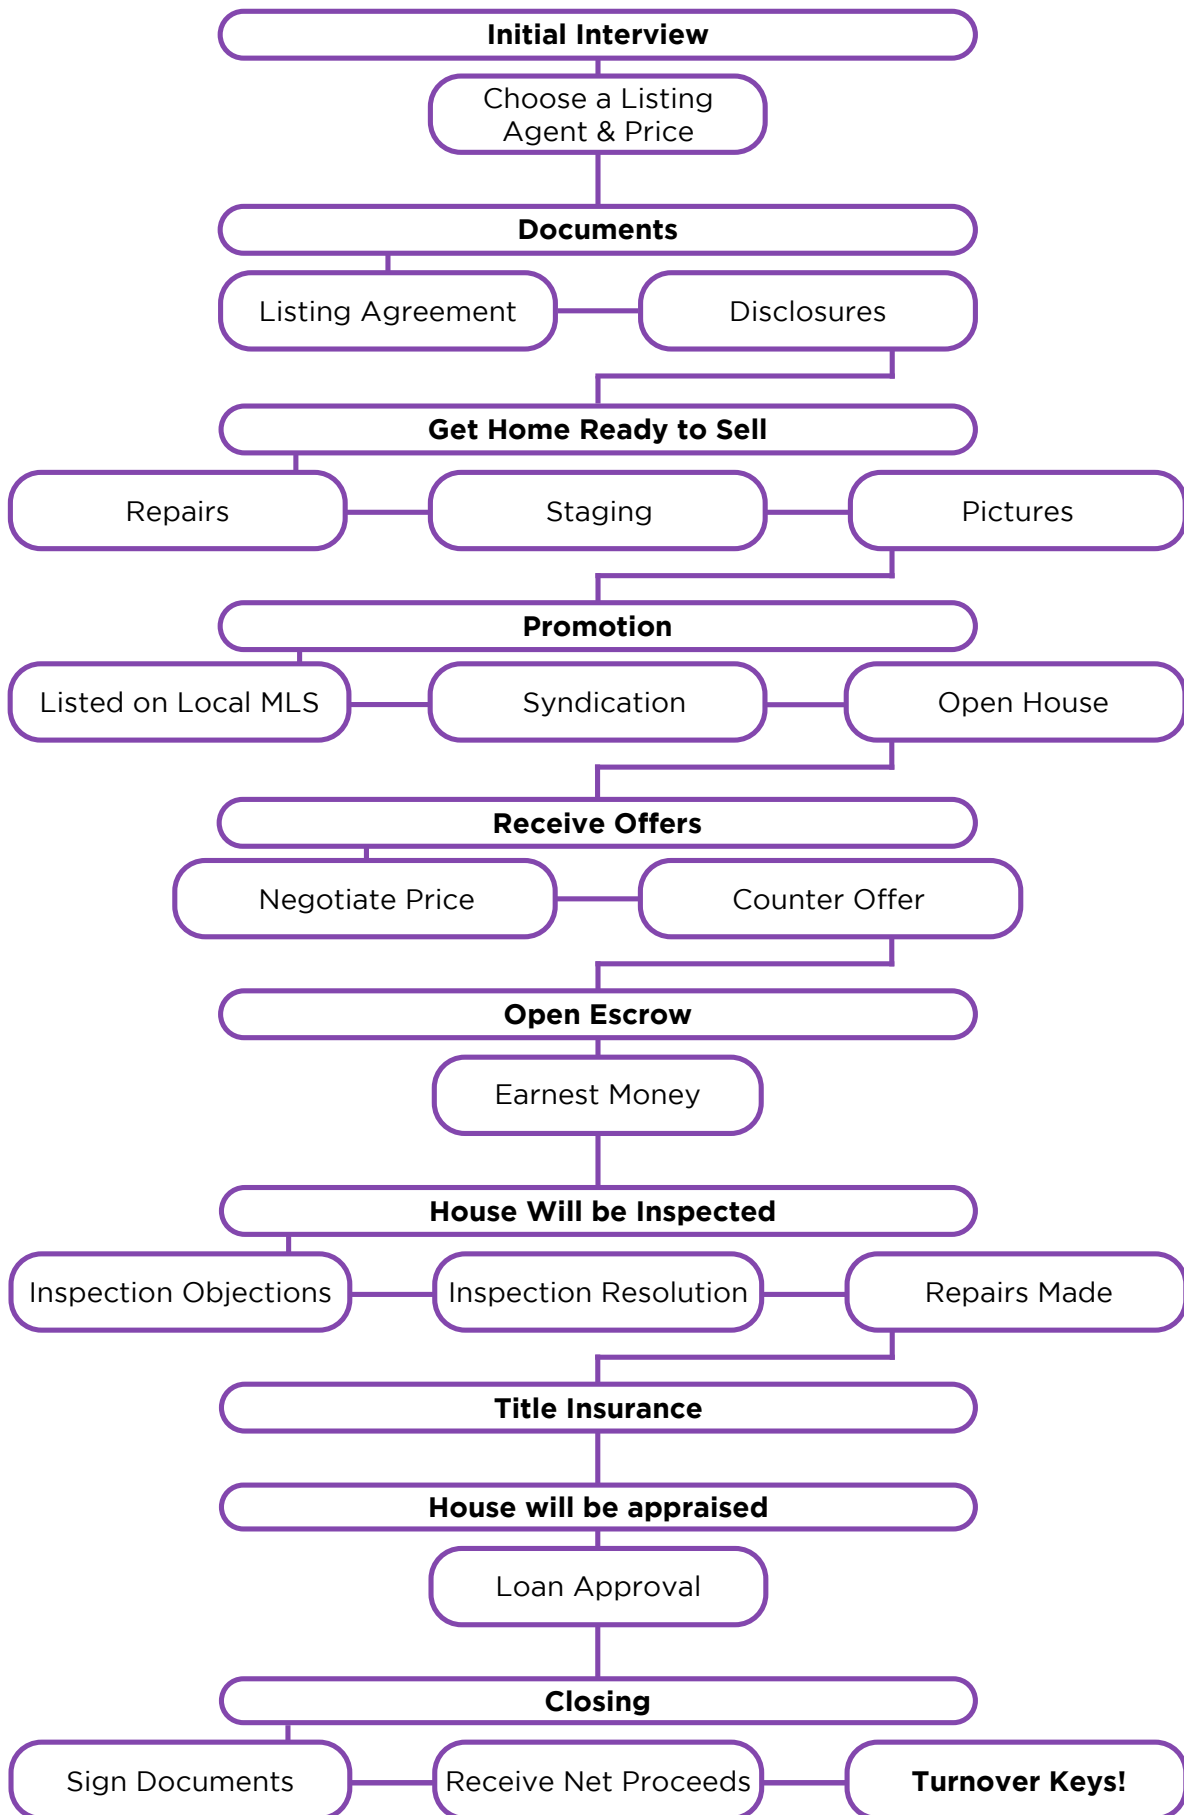 Initial Interview
Choose a Listing
Agent & Price
Documents
Listing Agreement
Disclosures
Get Home Ready to Sell
Repairs
Staging
Pictures
Promotion
Listed on Local MLS
Syndication
Open House
Receive Offers
Negotiate Price
Counter Offer
Open Escrow
Earnest Money
House Will be Inspected
Inspection Objections
Inspection Resolution
Repairs Made
Title Insurance
House will be appraised
Loan Approval
Closing
Sign Documents
Receive Net Proceeds
Turnover Keys!